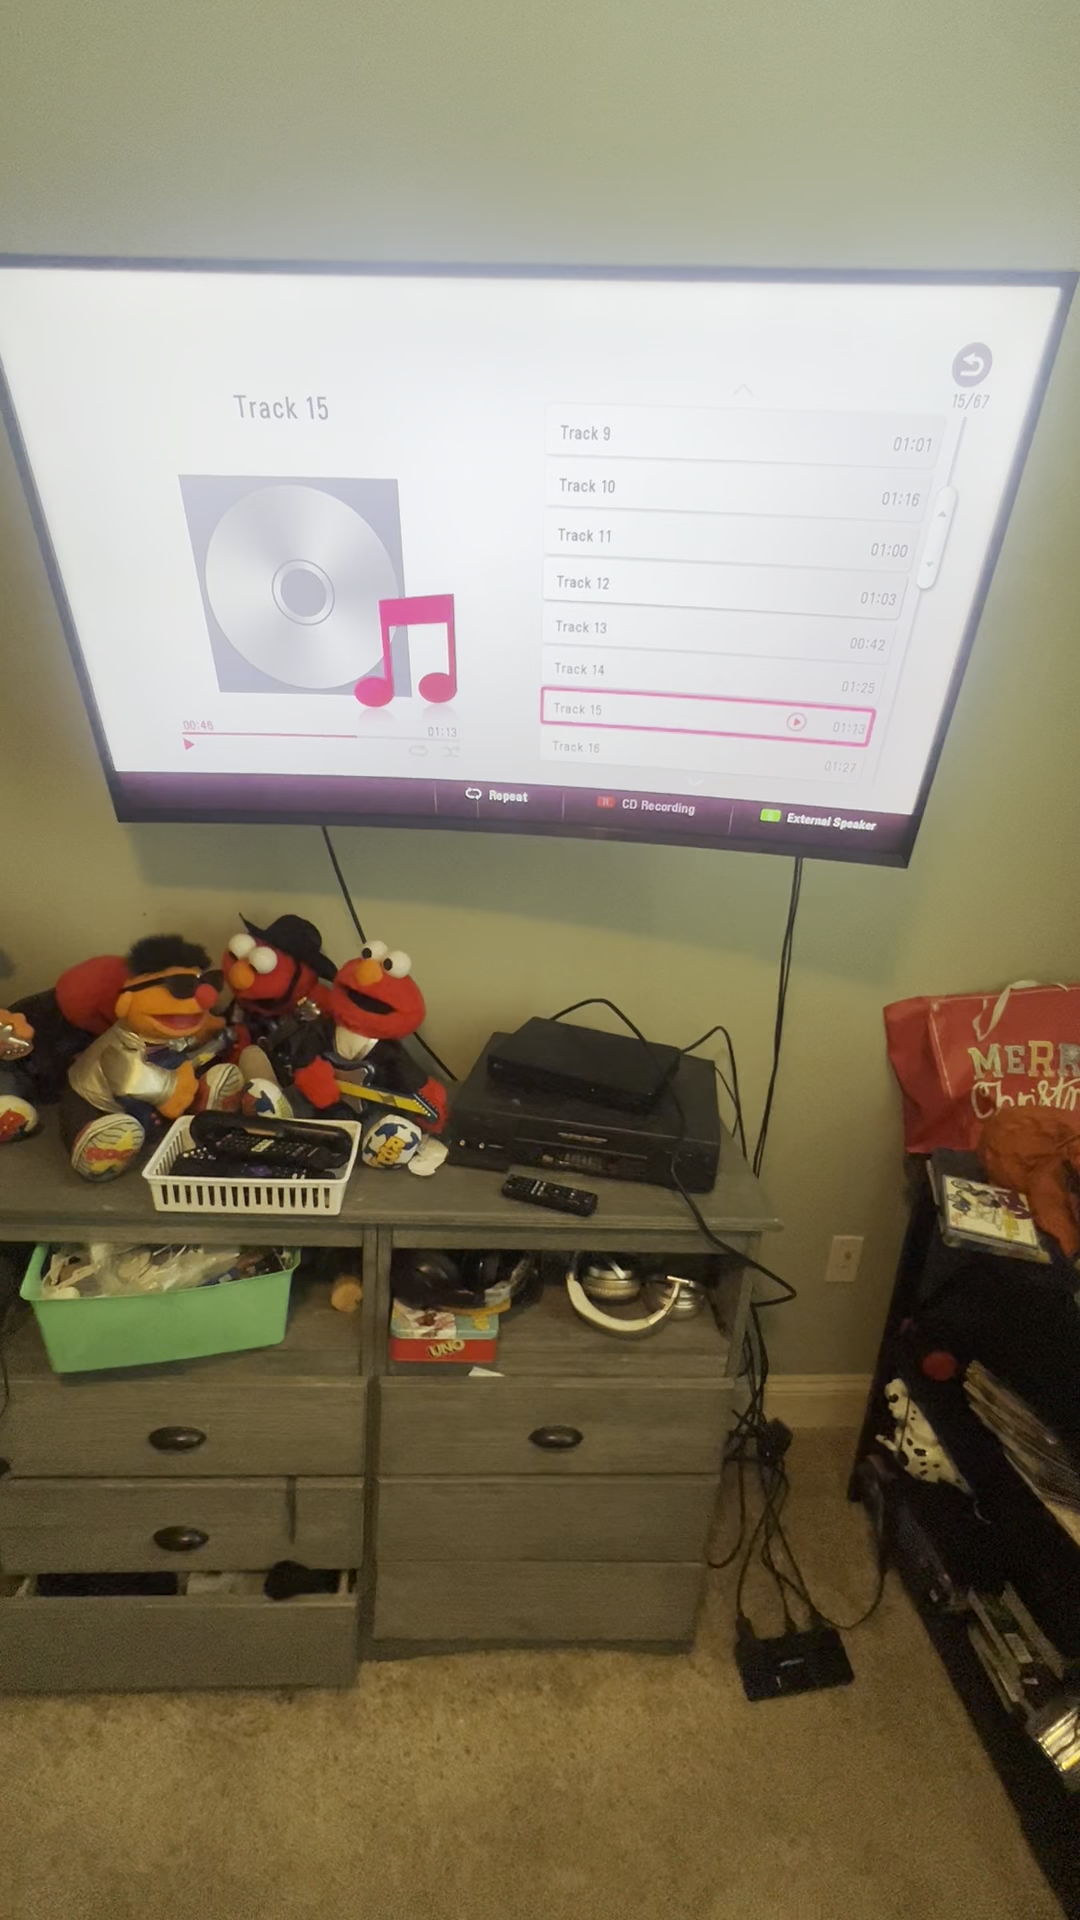 Track 15
15/67
Track 9 01:01
Track 10 01:16
Track 11 01:00
Track 12 01:03
Track 13 00:42
Track 14 01:25
Track 15 01:13
Track 16 01:27
00:46 01:13
Repeat
CD Recording
External Speaker
MERR
Christm
UNO